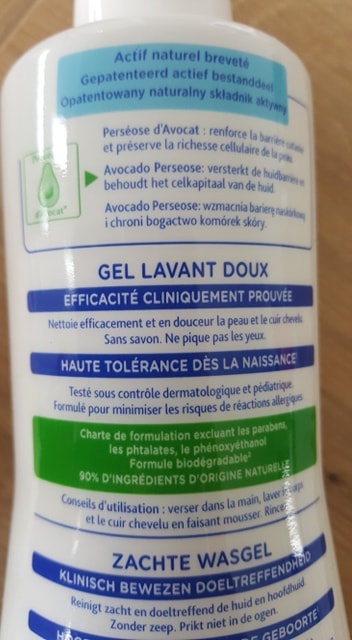 Actif naturel breveté
Gepatenteerd actief bestanddeel
Opatentowany naturalny składnik aktywny
Perséose d'Avocat : renforce la barrière cutanée
et préserve la richesse cellulaire de la peau.
Avocado Perseose: versterkt de huidbarrière en
behoudt het celkapitaal van de huid.
Avocado Perseose: wzmacnia barierę naskórkową
i chroni bogactwo komórek skóry.
d'Avocat*
GEL LAVANT DOUX
EFFICACITÉ CLINIQUEMENT PROUVÉE
Nettoie efficacement et en douceur la peau et le cuir chevelu.
Sans savon. Ne pique pas les yeux.
HAUTE TOLÉRANCE DÈS LA NAISSANCE
Testé sous contrôle dermatologique et pédiatrique.
Formulé pour minimiser les risques de réactions allergiques.
Charte de formulation excluant les parabens,
les phtalates, le phénoxyéthanol
Formule biodégradable²
90% D'INGRÉDIENTS D'ORIGINE NATURELLE
Conseils d'utilisation : verser dans la main, laver le corps
et le cuir chevelu en faisant mousser. Rincer.
ZACHTE WASGEL
KLINISCH BEWEZEN DOELTREFFENDHEID
Reinigt zacht en doeltreffend de huid en hoofdhuid.
Zonder zeep. Prikt niet in de ogen.
GEBOORTE